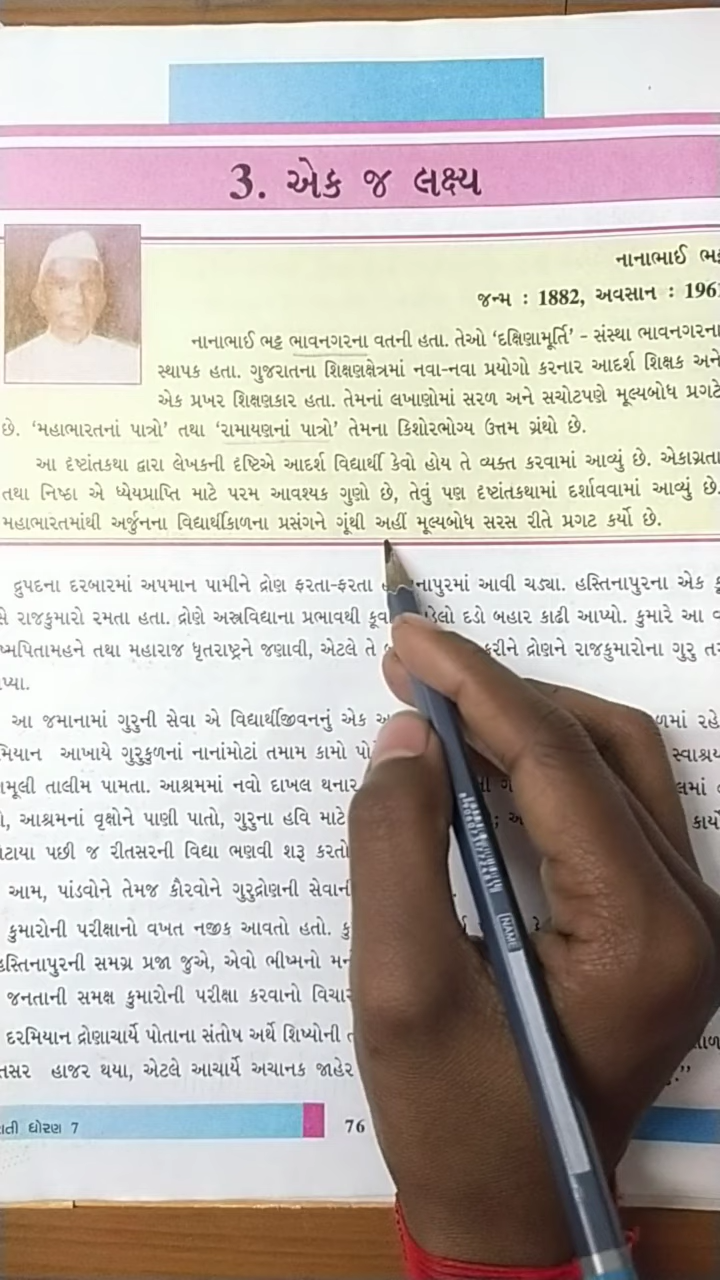 3. એક જ લક્ષ્ય
નાનાભાઈ
જન્મ : 1882, અવસાન : 196
નાનાભાઈ ભટ્ટ ભાવનગરના વતની હતા. તેઓ ‘દક્ષિણામૂર્તિ’ – સંસ્થા ભાવનગરના
સ્થાપક હતા. ગુજરાતના શિક્ષણક્ષેત્રમાં નવા-નવા પ્રયોગો કરનાર આદર્શ શિક્ષક અને
એક પ્રખર શિક્ષણકાર હતા. તેમનાં લખાણોમાં સરળ અને સચોટપણે મૂલ્યબોધ પ્રગટે
છે. ‘મહાભારતનાં પાત્રો’ તથા ‘રામાયણનાં પાત્રો’ તેમના કિશોરભોગ્ય ઉત્તમ ગ્રંથો છે.
આ દૃષ્ટાંતકથા દ્વારા લેખકની દૃષ્ટિએ આદર્શ વિદ્યાર્થી કેવો હોય તે વ્યક્ત કરવામાં આવ્યું છે. એકાગ્રતા
તથા નિષ્ઠા એ ધ્યેયપ્રાપ્તિ માટે પરમ આવશ્યક ગુણો છે, તેવું પણ દૃષ્ટાંતકથામાં દર્શાવવામાં આવ્યું છે.
મહાભારતમાંથી અર્જુનના વિદ્યાર્થીકાળના પ્રસંગને ગૂંથી અહીં મૂલ્યબોધ સરસ રીતે પ્રગટ કર્યો છે.
દ્રુપદના દરબારમાં અપમાન પામીને દ્રોણ ફરતા-ફરતા નાપુરમાં આવી ચડ્યા. હસ્તિનાપુરના એક
રાજકુમારો રમતા હતા. દ્રોણે અસ્ત્રવિદ્યાના પ્રભાવથી ડેલો દડો બહાર કાઢી આપ્યો. કુમારે આ
ષ્મપિતામહને તથા મહારાજ ધૃતરાષ્ટ્રને જણાવી, એટલે તે કરીને દ્રોણને રાજકુમારોના ગુરુ
પ્યા.
આ જમાનામાં ગુરુની સેવા એ વિદ્યાર્થીજીવનનું એક ળમાં રહે
મિયાન આખાયે ગુરુકુળનાં નાનાંમોટાં તમામ કામો સ્વાશ્રય
મૂલી તાલીમ પામતા. આશ્રમમાં નવો દાખલ થનાર લમાં
આશ્રમનાં વૃક્ષોને પાણી પાતો, ગુરુના હવિ માટે કાર્યો
ટાયા પછી જ રીતસરની વિદ્યા ભણવી શરૂ કરતો
આમ, પાંડવોને તેમજ કૌરવોને ગુરુદ્રોણની સેવાની
કુમારોની પરીક્ષાનો વખત નજીક આવતો હતો.
હસ્તિનાપુરની સમગ્ર પ્રજા જુએ, એવો ભીષ્મનો
જનતાની સમક્ષ કુમારોની પરીક્ષા કરવાનો વિચાર
દરમિયાન દ્રોણાચાર્યે પોતાના સંતોષ અર્થે શિષ્યોની
તસર હાજર થયા, એટલે આચાર્યે અચાનક જાહેર
તી ધોરણ 7
76
NAME